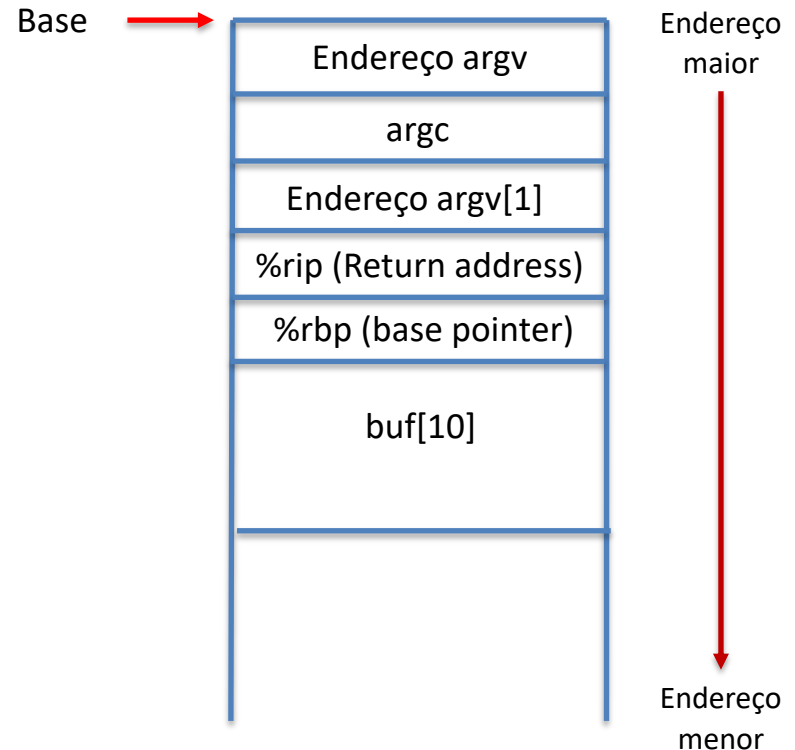 Base
Endereço
maior
Endereço argv
argc
Endereço argv[1]
%rip (Return address)
%rbp (base pointer)
buf[10]
Endereço
menor